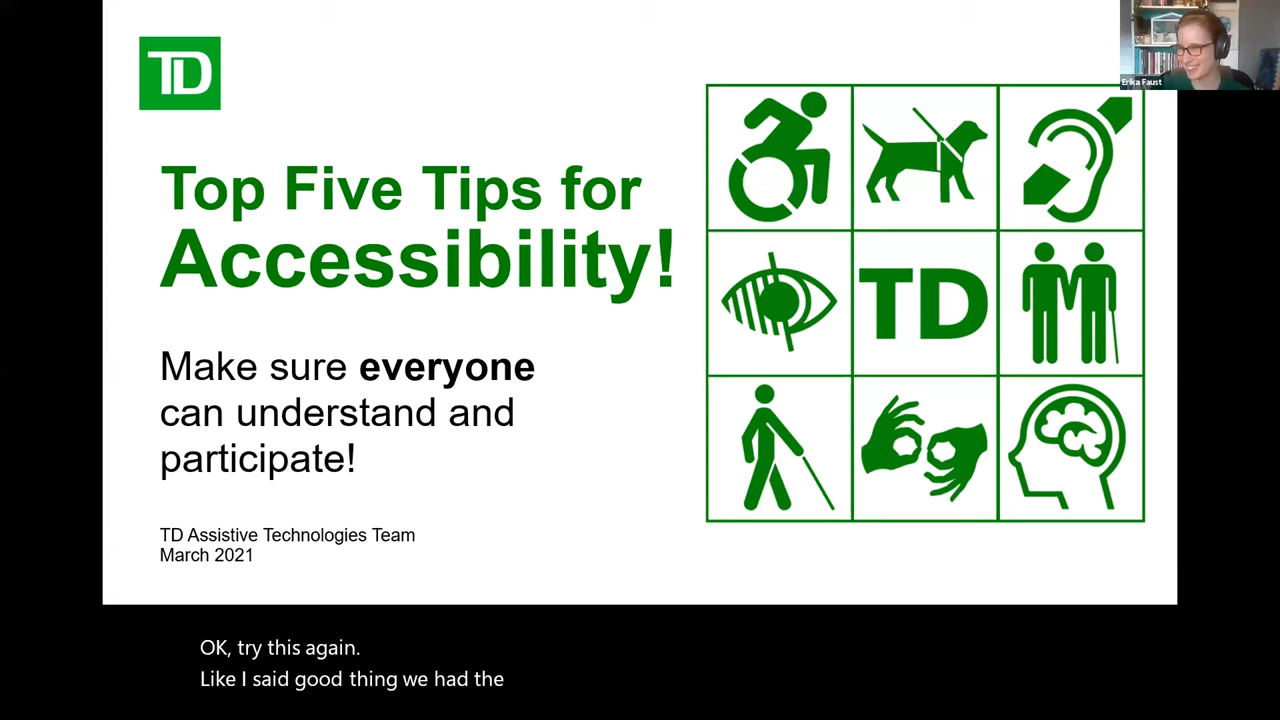 TD
Erika Faust
Top Five Tips for
Accessibility!
TD
Make sure everyone
can understand and
participate!
TD Assistive Technologies Team
March 2021
OK, try this again.
Like I said good thing we had the